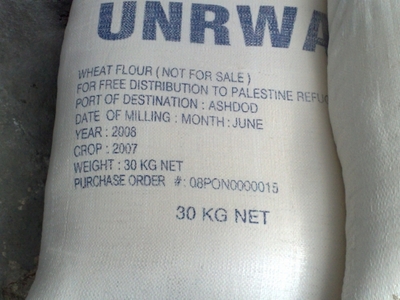 UNRWA
WHEAT FLOUR ( NOT FOR SALE )
FOR FREE DISTRIBUTION TO PALESTINE REFUG
PORT OF DESTINATION : ASHDOD
DATE OF MILLING : MONTH : JUNE
YEAR : 2008
CROP : 2007
WEIGHT : 30 KG NET
PURCHASE ORDER #: 08PON0000015
30 KG NET